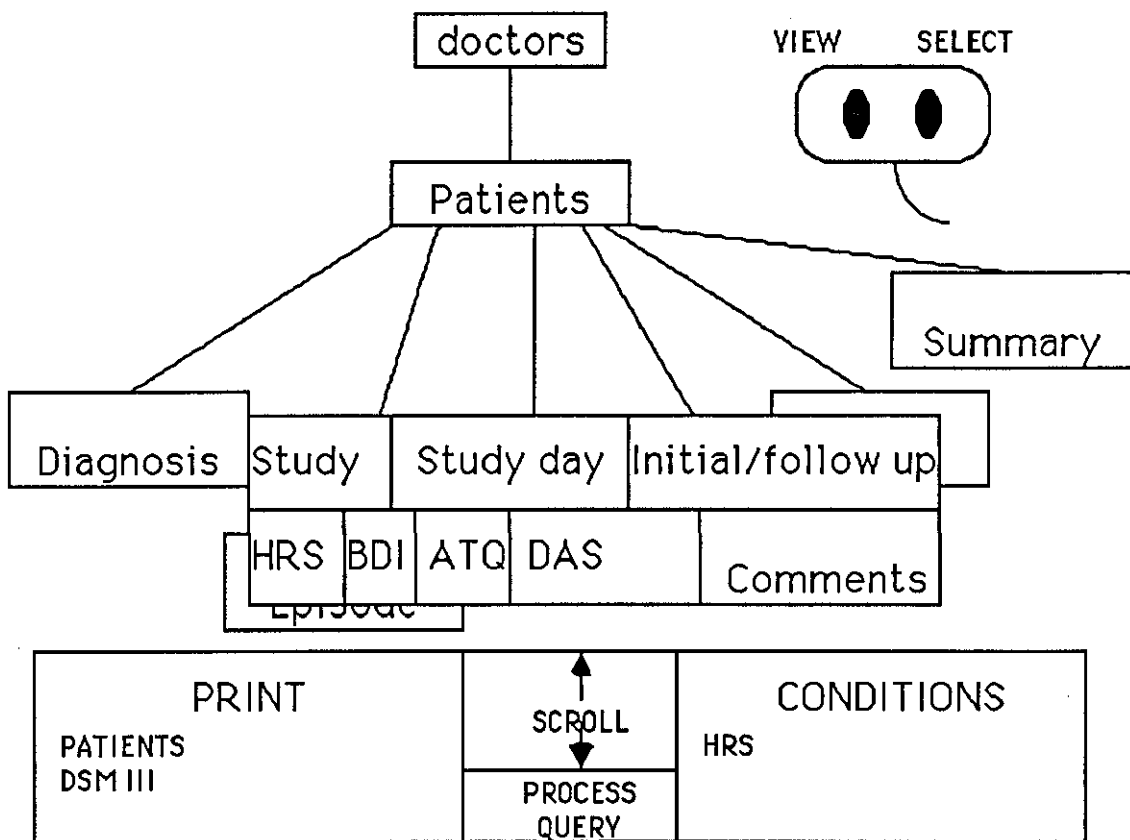 doctors
VIEW SELECT
Patients
Summary
Diagnosis Study Study day Initial/follow up
HRS BDI ATQ DAS
Comments
PRINT
SCROLL
CONDITIONS
PATIENTS
DSM III
HRS
PROCESS
QUERY